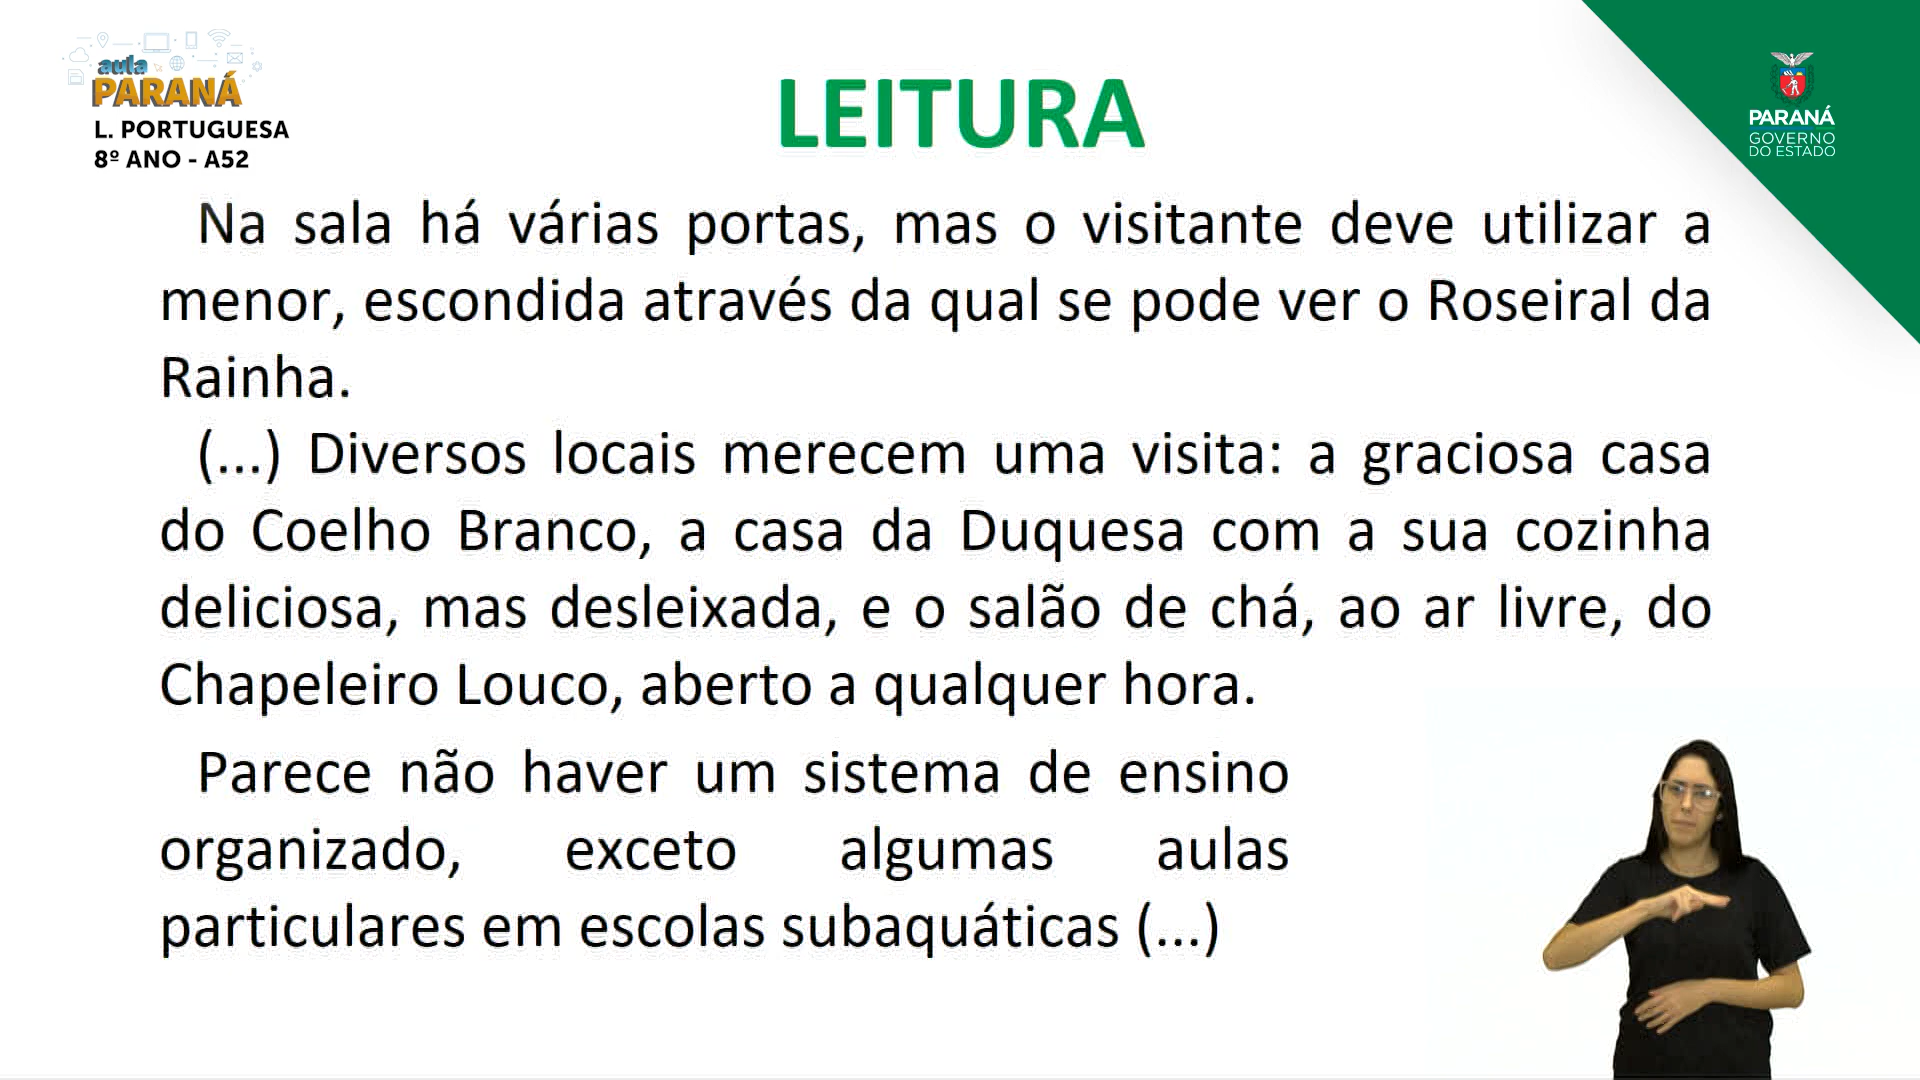 aula
PARANÁ
L. PORTUGUESA
8º ANO - A52
LEITURA
PARANÁ
GOVERNO
DO ESTADO
Na sala há várias portas, mas o visitante deve utilizar a
menor, escondida através da qual se pode ver o Roseiral da
Rainha.
(...) Diversos locais merecem uma visita: a graciosa casa
do Coelho Branco, a casa da Duquesa com a sua cozinha
deliciosa, mas desleixada, e o salão de chá, ao ar livre, do
Chapeleiro Louco, aberto a qualquer hora.
Parece não haver um sistema de ensino
organizado, exceto algumas aulas
particulares em escolas subaquáticas (...)